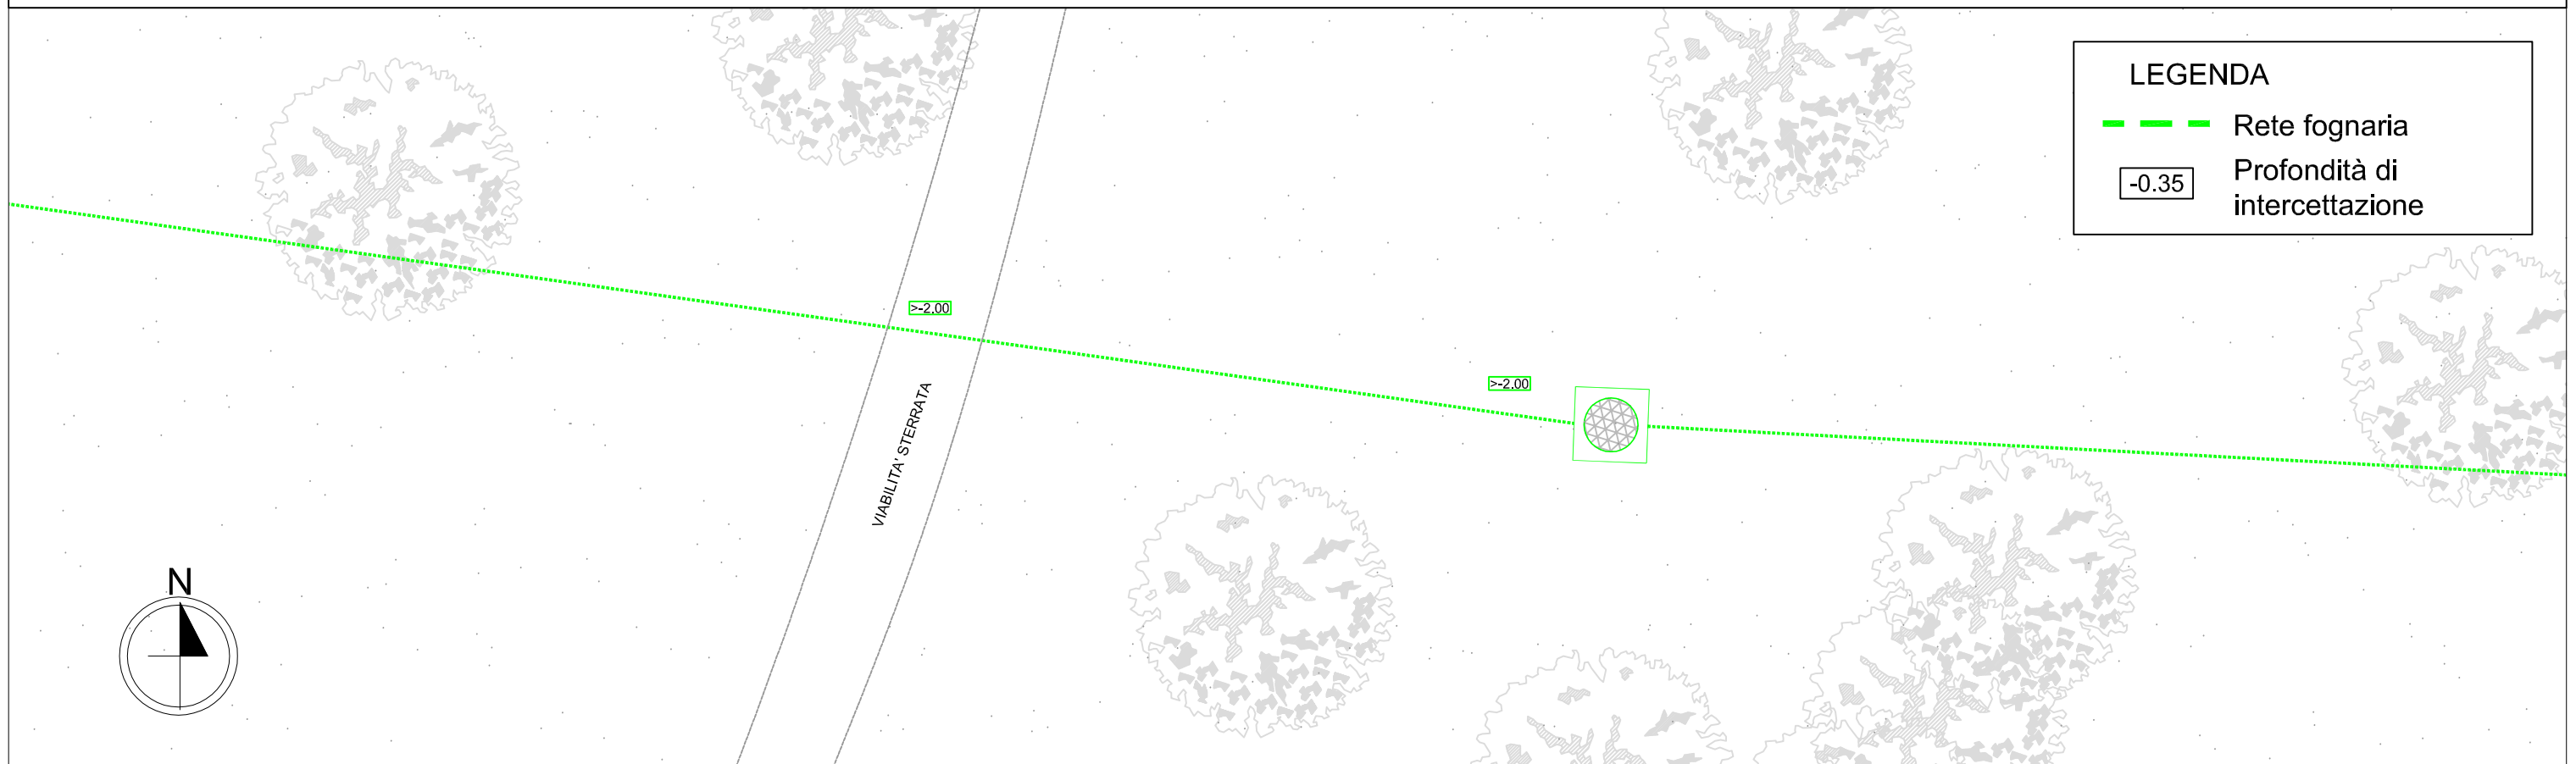 LEGENDA
Rete fognaria
-0.35
Profondità di
intercettazione
>-2.00
>-2.00
VIABILITA' STERRATA
N